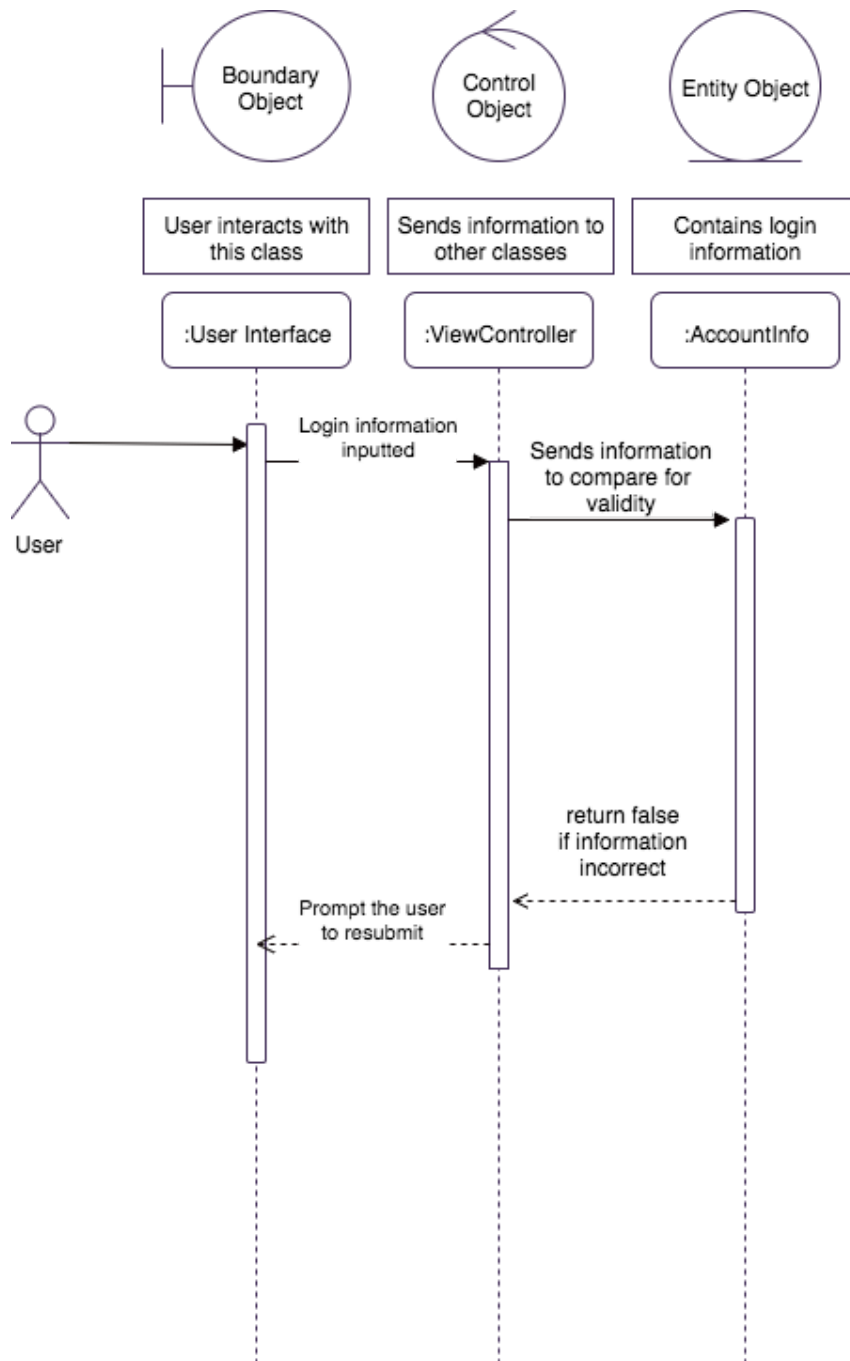 Boundary
Object
Control
Object
Entity Object
User interacts with
this class
Sends information to
other classes
Contains login
information
:User Interface
:ViewController
:AccountInfo
Login information
inputted
Sends information
to compare for
validity
User
return false
if information
incorrect
Prompt the user
to resubmit